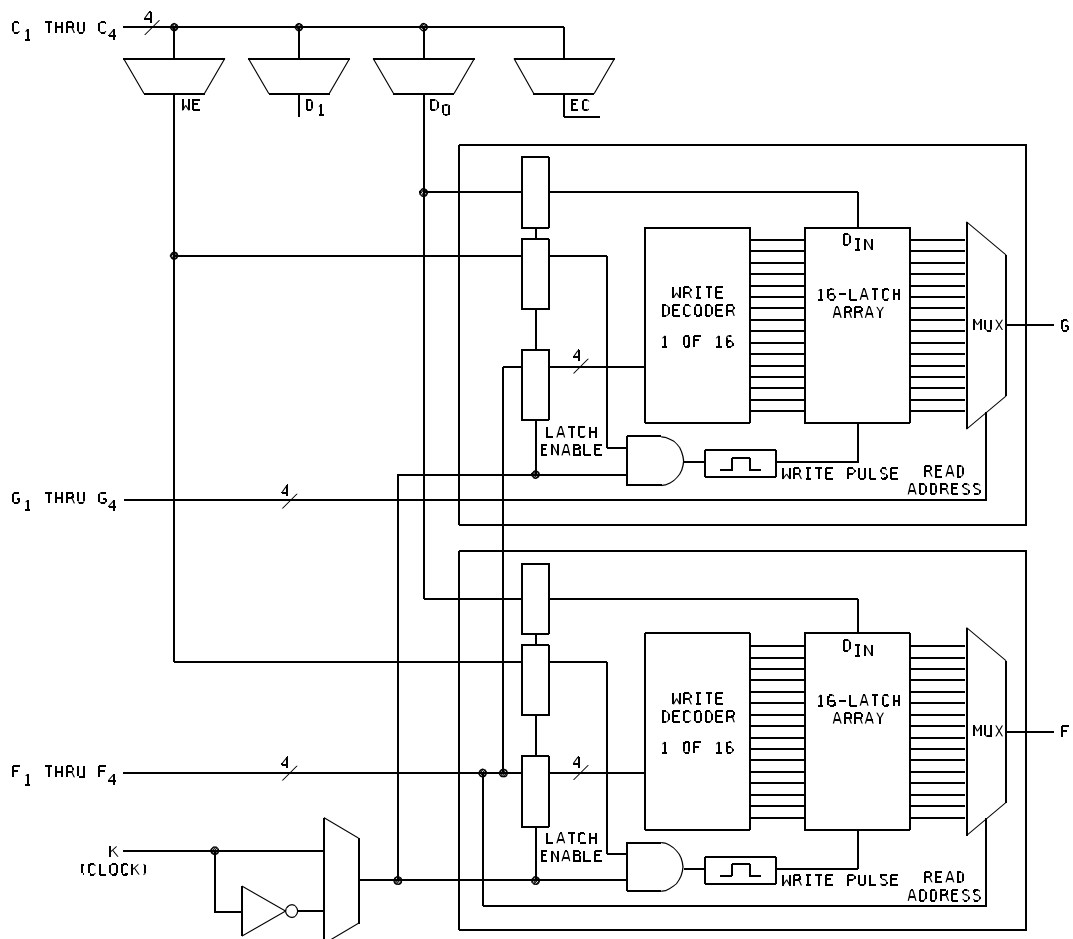 C1 THRU C4
4
WE
D1
D0
EC
DIN
WRITE
DECODER
1 OF 16
16-LATCH
ARRAY
MUX
G
4
LATCH
ENABLE
WRITE PULSE
READ
ADDRESS
G1 THRU G4
4
DIN
WRITE
DECODER
1 OF 16
16-LATCH
ARRAY
MUX
F
F1 THRU F4
4
4
LATCH
ENABLE
WRITE PULSE
READ
ADDRESS
K
(CLOCK)